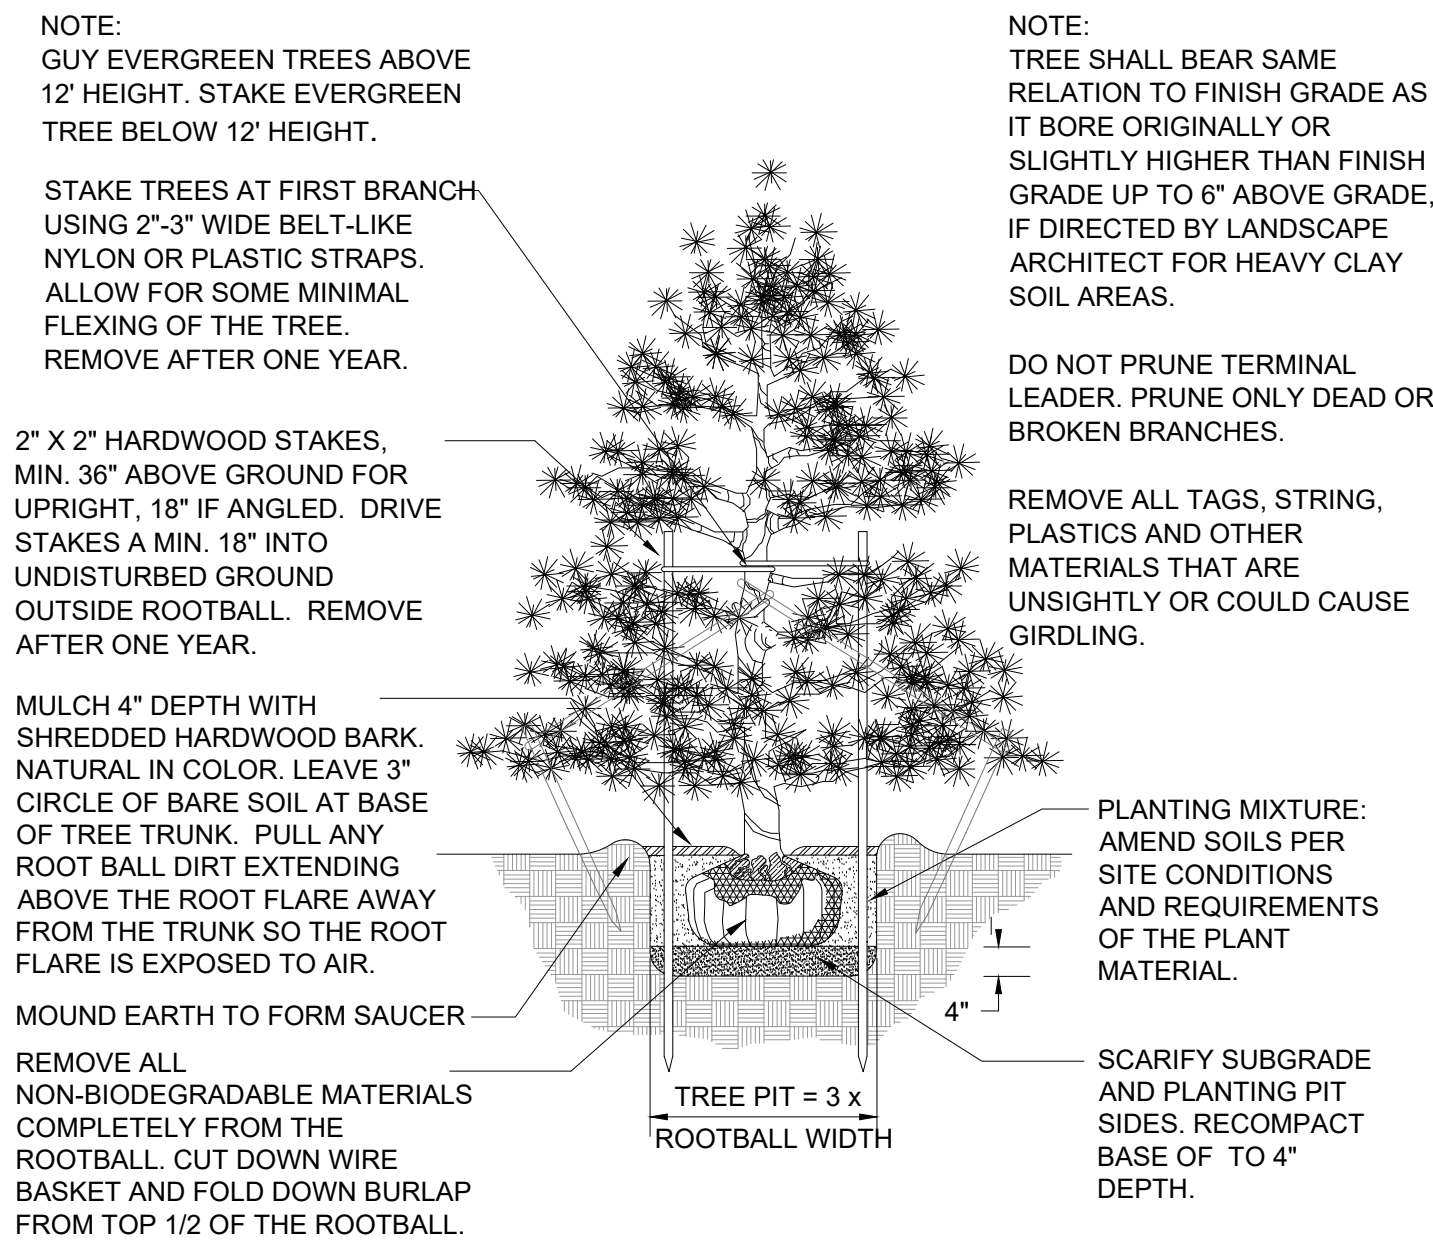 NOTE:
GUY EVERGREEN TREES ABOVE
12' HEIGHT. STAKE EVERGREEN
TREE BELOW 12' HEIGHT.
STAKE TREES AT FIRST BRANCH
USING 2"-3" WIDE BELT-LIKE
NYLON OR PLASTIC STRAPS.
ALLOW FOR SOME MINIMAL
FLEXING OF THE TREE.
REMOVE AFTER ONE YEAR.
2" X 2" HARDWOOD STAKES,
MIN. 36" ABOVE GROUND FOR
UPRIGHT, 18" IF ANGLED. DRIVE
STAKES A MIN. 18" INTO
UNDISTURBED GROUND
OUTSIDE ROOTBALL. REMOVE
AFTER ONE YEAR.
MULCH 4" DEPTH WITH
SHREDDED HARDWOOD BARK.
NATURAL IN COLOR. LEAVE 3"
CIRCLE OF BARE SOIL AT BASE
OF TREE TRUNK. PULL ANY
ROOT BALL DIRT EXTENDING
ABOVE THE ROOT FLARE AWAY
FROM THE TRUNK SO THE ROOT
FLARE IS EXPOSED TO AIR.
MOUND EARTH TO FORM SAUCER
REMOVE ALL
NON-BIODEGRADABLE MATERIALS
COMPLETELY FROM THE
ROOTBALL. CUT DOWN WIRE
BASKET AND FOLD DOWN BURLAP
FROM TOP 1/2 OF THE ROOTBALL.
TREE PIT = 3 x
ROOTBALL WIDTH
NOTE:
TREE SHALL BEAR SAME
RELATION TO FINISH GRADE AS
IT BORE ORIGINALLY OR
SLIGHTLY HIGHER THAN FINISH
GRADE UP TO 6" ABOVE GRADE,
IF DIRECTED BY LANDSCAPE
ARCHITECT FOR HEAVY CLAY
SOIL AREAS.
DO NOT PRUNE TERMINAL
LEADER. PRUNE ONLY DEAD OR
BROKEN BRANCHES.
REMOVE ALL TAGS, STRING,
PLASTICS AND OTHER
MATERIALS THAT ARE
UNSIGHTLY OR COULD CAUSE
GIRDLING.
PLANTING MIXTURE:
AMEND SOILS PER
SITE CONDITIONS
AND REQUIREMENTS
OF THE PLANT
MATERIAL.
4"
SCARIFY SUBGRADE
AND PLANTING PIT
SIDES. RECOMPACT
BASE OF TO 4"
DEPTH.